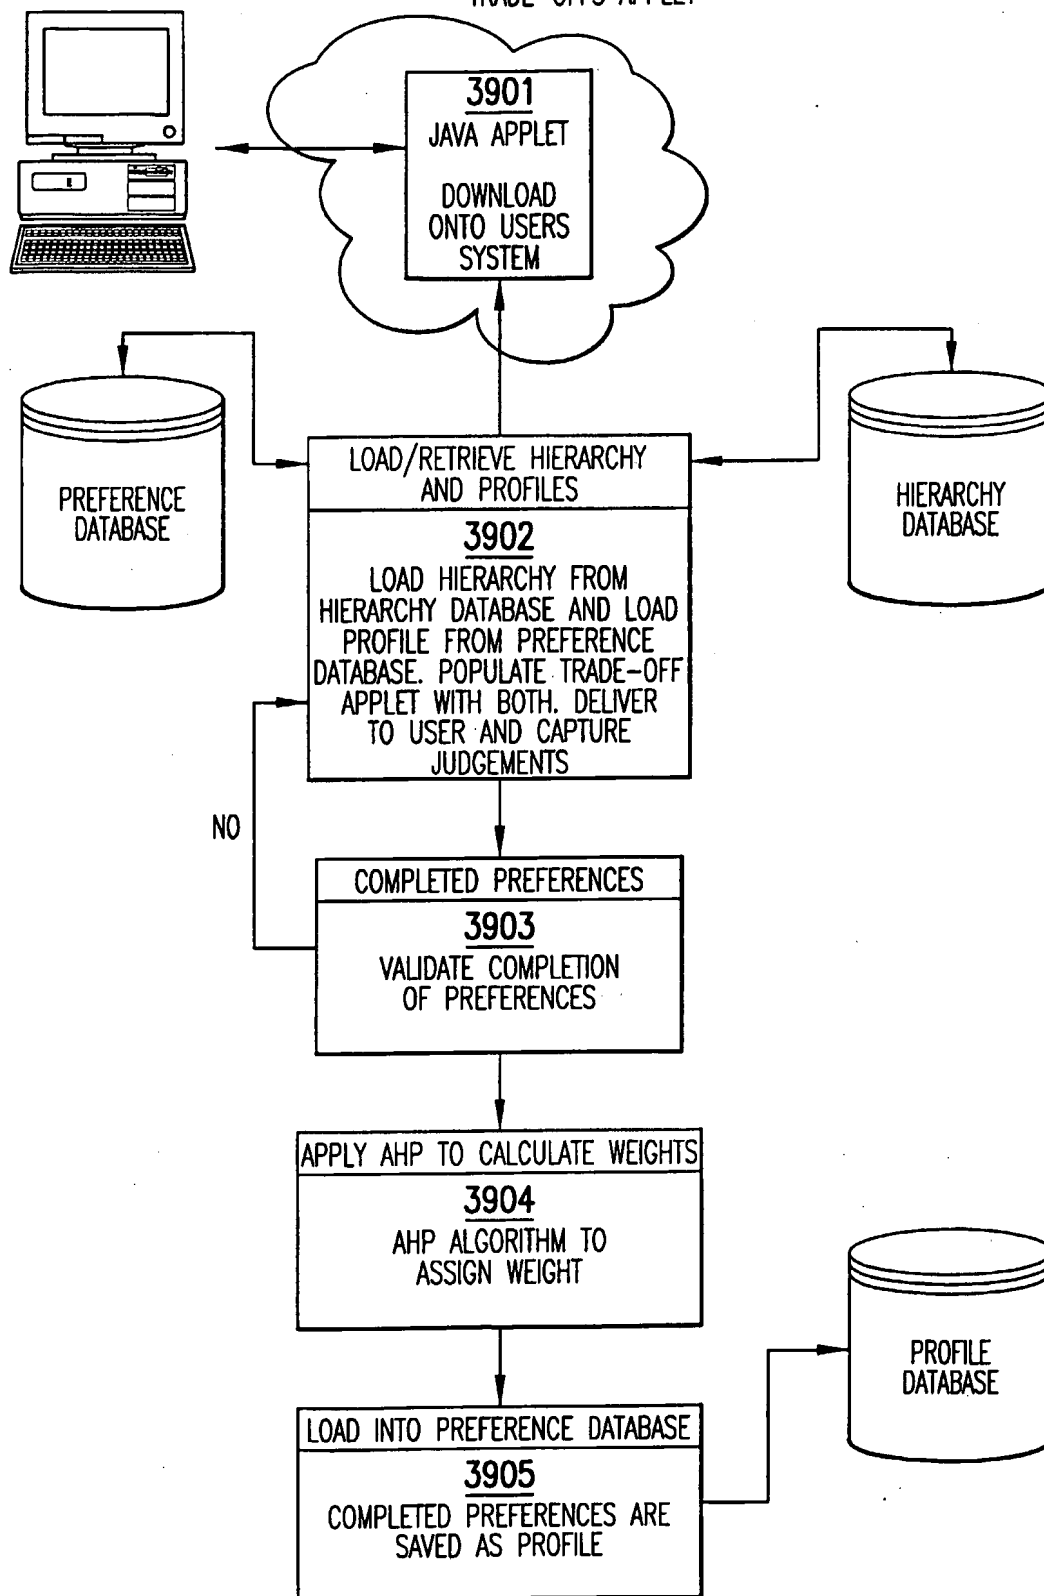 3901
JAVA APPLET
DOWNLOAD
ONTO USERS
SYSTEM
PREFERENCE
DATABASE
LOAD/RETRIEVE HIERARCHY
AND PROFILES
HIERARCHY
DATABASE
3902
LOAD HIERARCHY FROM
HIERARCHY DATABASE AND LOAD
PROFILE FROM PREFERENCE
DATABASE. POPULATE TRADE-OFF
APPLET WITH BOTH. DELIVER
TO USER AND CAPTURE
JUDGEMENTS
NO
COMPLETED PREFERENCES
3903
VALIDATE COMPLETION
OF PREFERENCES
APPLY AHP TO CALCULATE WEIGHTS
3904
AHP ALGORITHM TO
ASSIGN WEIGHT
PROFILE
DATABASE
LOAD INTO PREFERENCE DATABASE
3905
COMPLETED PREFERENCES ARE
SAVED AS PROFILE